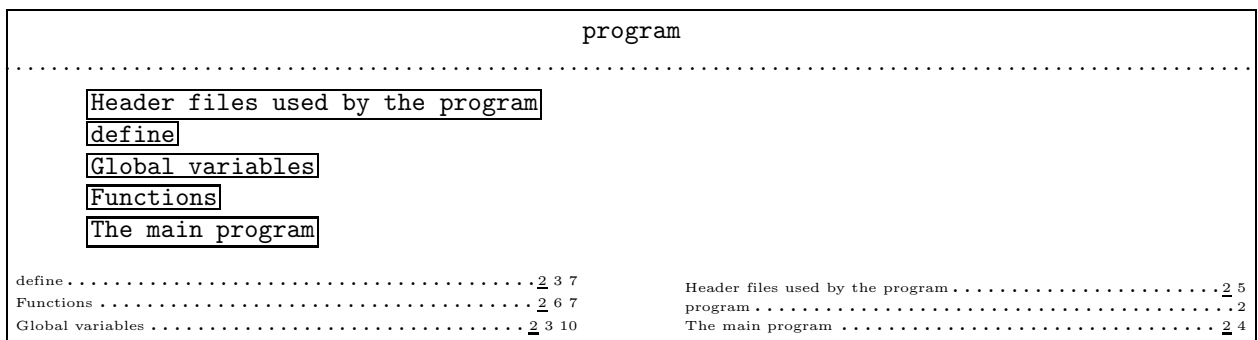 program
Header files used by the program
define
Global variables
Functions
The main program
define . . . . . . . . . . . . . . . . . . . . . . . . . . . . . . . . . . . . . . . . 2 3 7
Functions . . . . . . . . . . . . . . . . . . . . . . . . . . . . . . . . . . . . . 2 6 7
Global variables . . . . . . . . . . . . . . . . . . . . . . . . . . . . . . . . 2 3 10
Header files used by the program . . . . . . . . . . . . . . . . . . . . . . . 2 5
program . . . . . . . . . . . . . . . . . . . . . . . . . . . . . . . . . . . . . . . . . 2
The main program . . . . . . . . . . . . . . . . . . . . . . . . . . . . . . . . 2 4